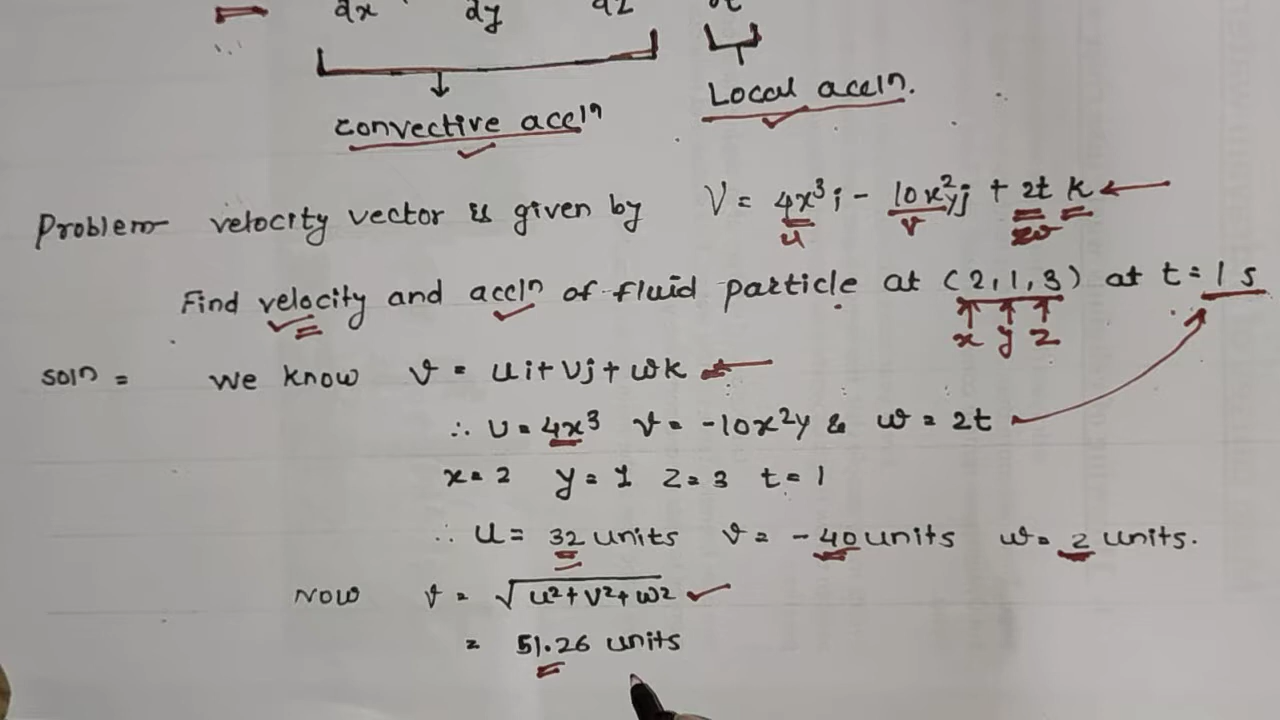 dx dy
convective accln
Local accln.
Problem velocity vector is given by V = 4x³i - 10x²yj + 2t k
u v w
Find velocity and accln of fluid particle at (2,1,3) at t = 1 s
x y z
soln = we know v = ui + vj + wk
∴ u = 4x³ v = -10x²y & w = 2t
x = 2 y = 1 z = 3 t = 1
∴ u = 32 units v = -40 units w = 2 units.
Now v = √u²+v²+w²
= 51.26 units